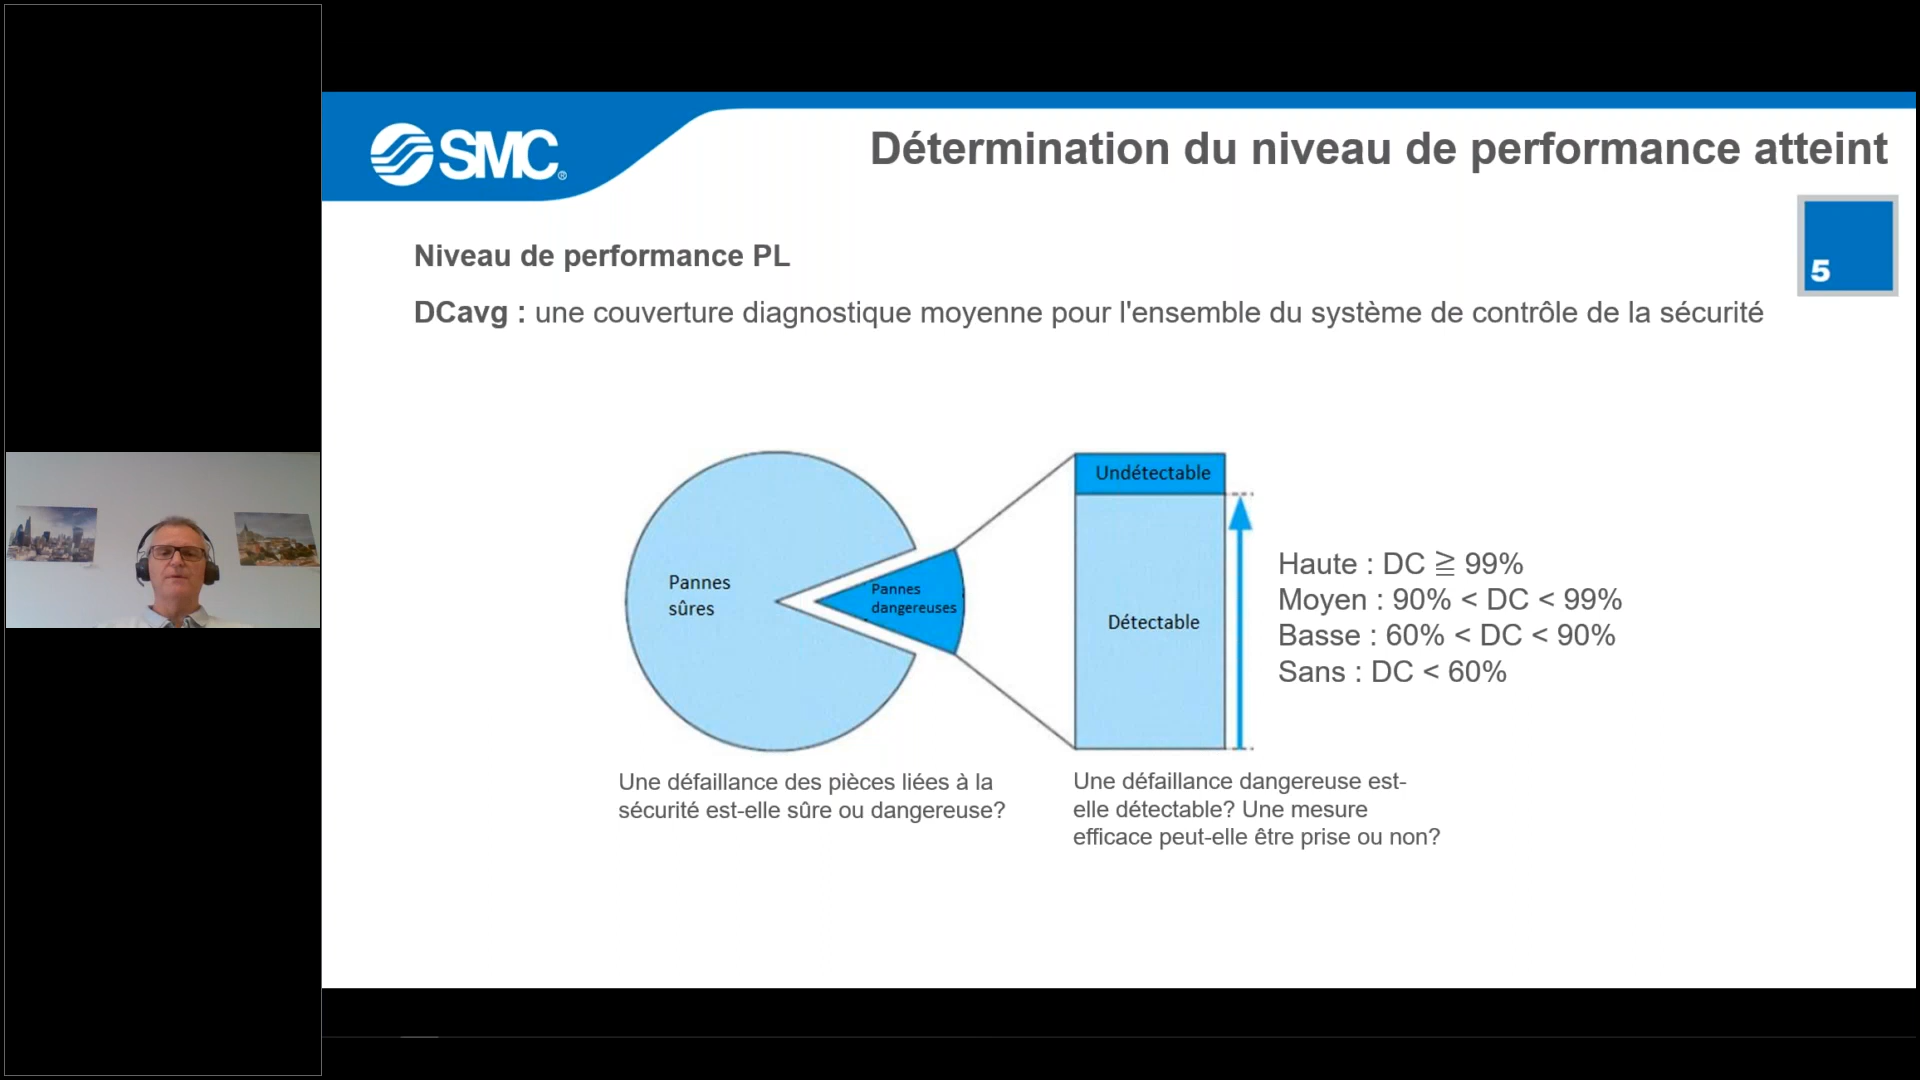 SMC®
Détermination du niveau de performance atteint
5
Niveau de performance PL
DCavg : une couverture diagnostique moyenne pour l'ensemble du système de contrôle de la sécurité
Pannes
sûres
Pannes
dangereuses
Undétectable
Détectable
Haute : DC ≧ 99%
Moyen : 90% < DC < 99%
Basse : 60% < DC < 90%
Sans : DC < 60%
Une défaillance des pièces liées à la
sécurité est-elle sûre ou dangereuse?
Une défaillance dangereuse est-
elle détectable? Une mesure
efficace peut-elle être prise ou non?